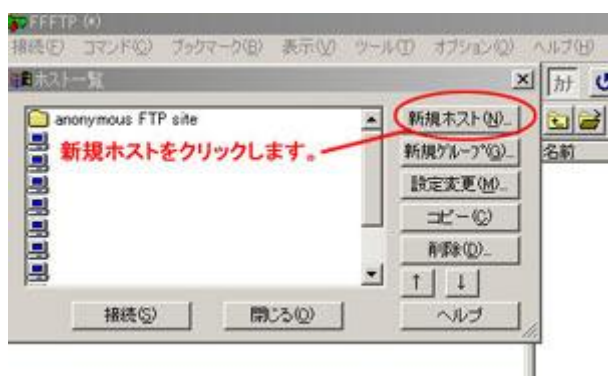 FFFTP (*)
接続(F) コマンド(C) ブックマーク(B) 表示(V) ツール(T) オプション(O) ヘルプ(H)
ホスト一覧
anonymous FTP site
新規ホスト(N)...
新規ホストをクリックします。
新規グループ(G)...
設定変更(M)...
コピー(C)
削除(D)...
↑ ↓
接続(S) 閉じる(O) ヘルプ
カナ
名前